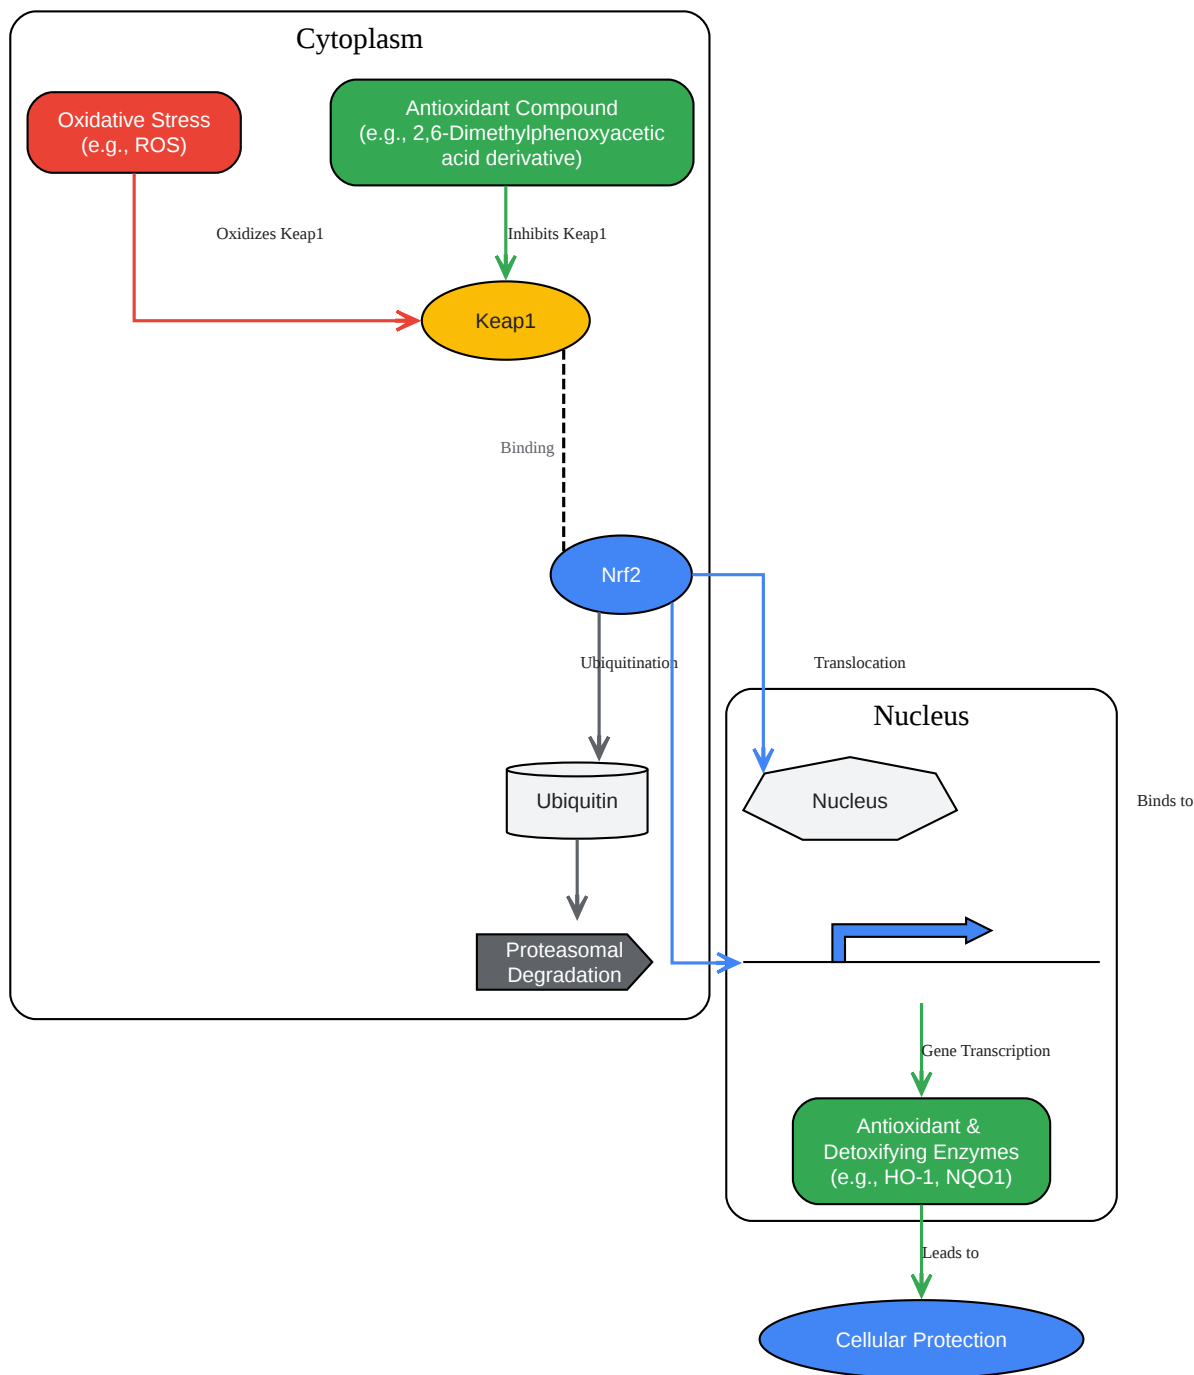 Cytoplasm
Oxidative Stress
(e.g., ROS)
Antioxidant Compound
(e.g., 2,6-Dimethylphenoxyacetic
acid derivative)
Oxidizes Keap1
Inhibits Keap1
Keap1
Binding
Nrf2
Ubiquitination
Translocation
Nucleus
Ubiquitin
Nucleus
Binds to
Proteasomal
Degradation
Gene Transcription
Antioxidant &
Detoxifying Enzymes
(e.g., HO-1, NQO1)
Leads to
Cellular Protection